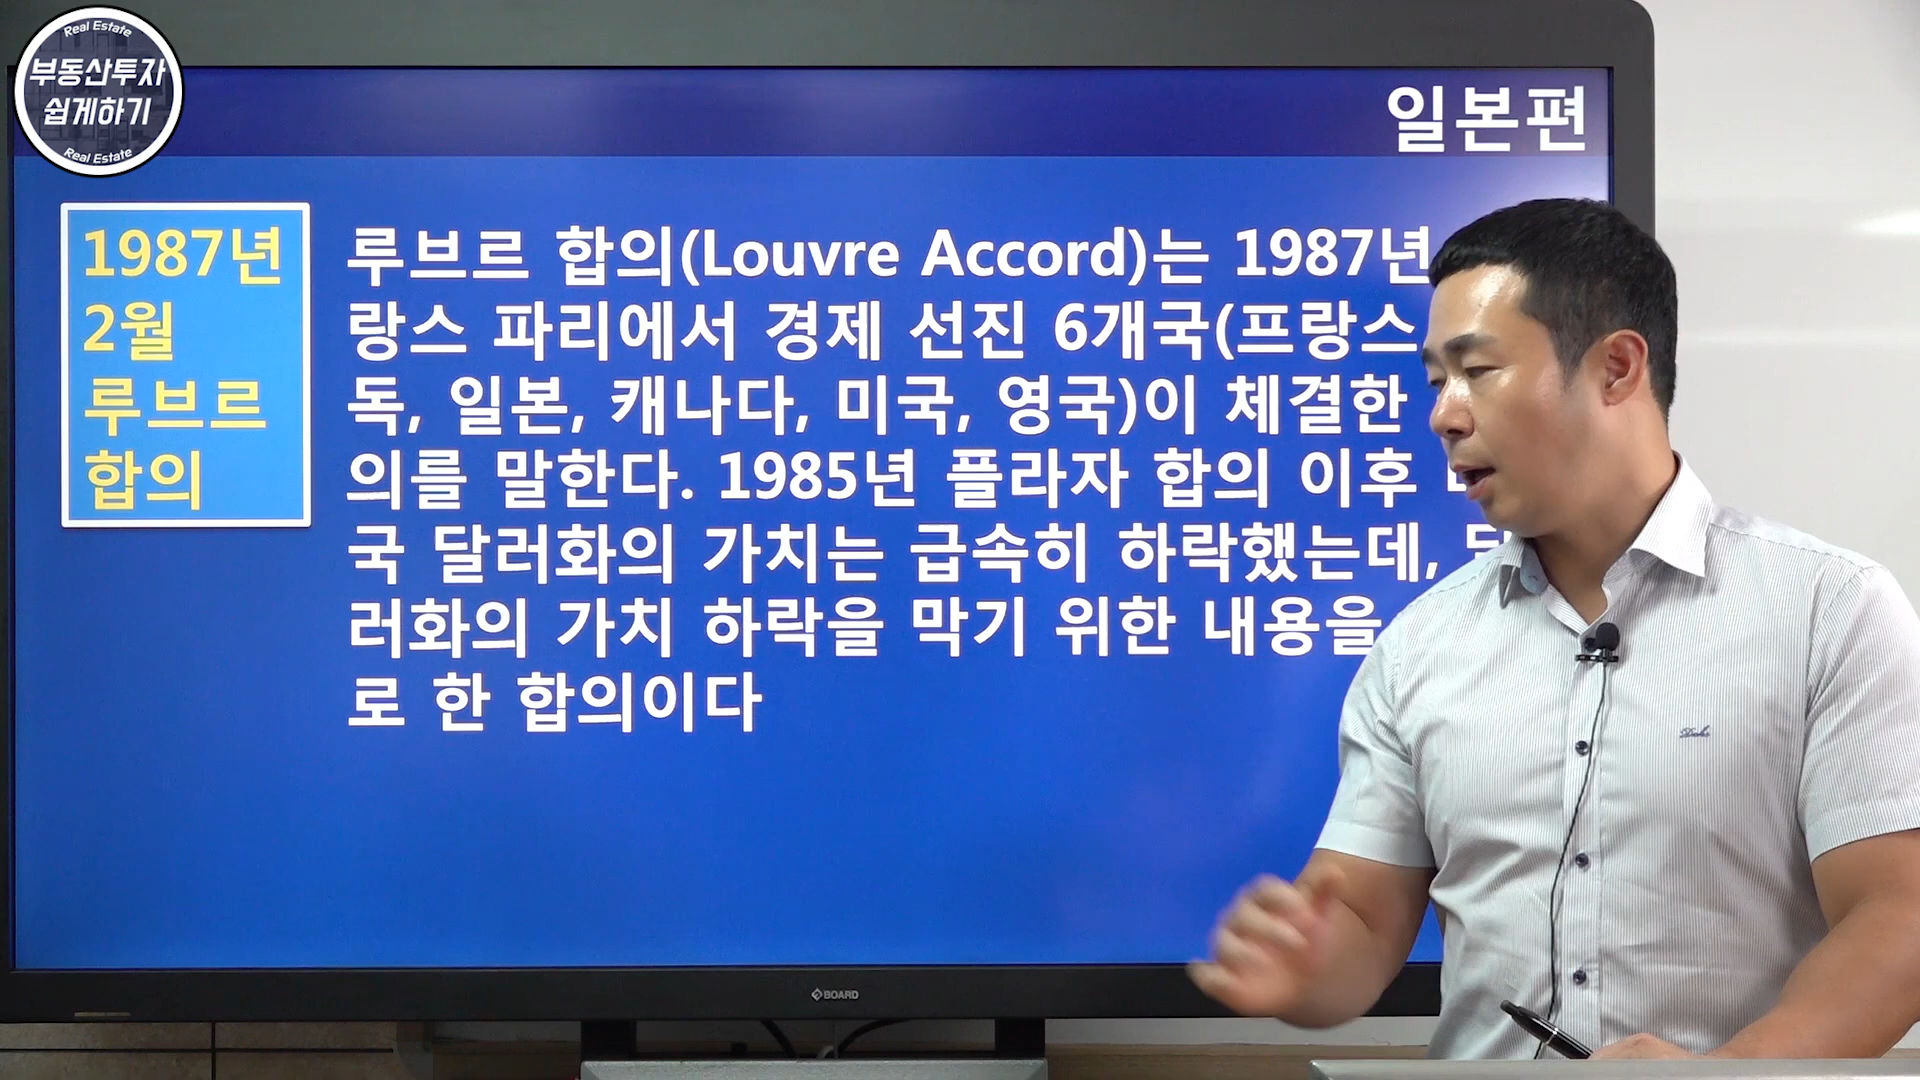 Real Estate
부동산투자
쉽게하기
Real Estate
일본편
1987년
2월
루브르
합의
루브르 합의(Louvre Accord)는 1987년
랑스 파리에서 경제 선진 6개국(프랑스
독, 일본, 캐나다, 미국, 영국)이 체결한
의를 말한다. 1985년 플라자 합의 이후
국 달러화의 가치는 급속히 하락했는데,
러화의 가치 하락을 막기 위한 내용을
로 한 합의이다
BOARD